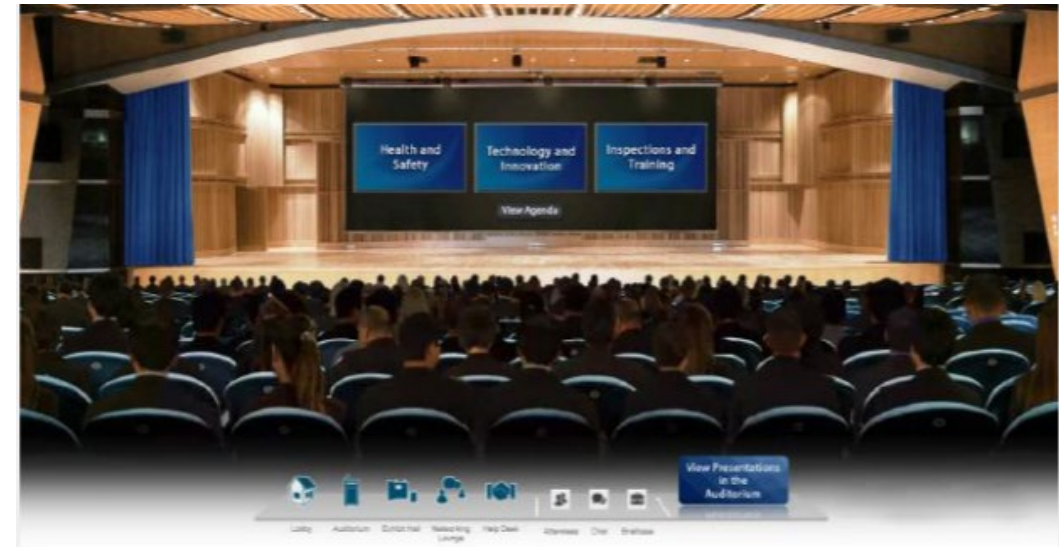 Health and
Safety
Technology and
Innovation
Inspections and
Training
View Agenda
View Presentations
in the
Auditorium
Lobby
Auditorium
Exhibit Hall
Networking
Lounge
Help Desk
Attendees
Chat
Briefcase